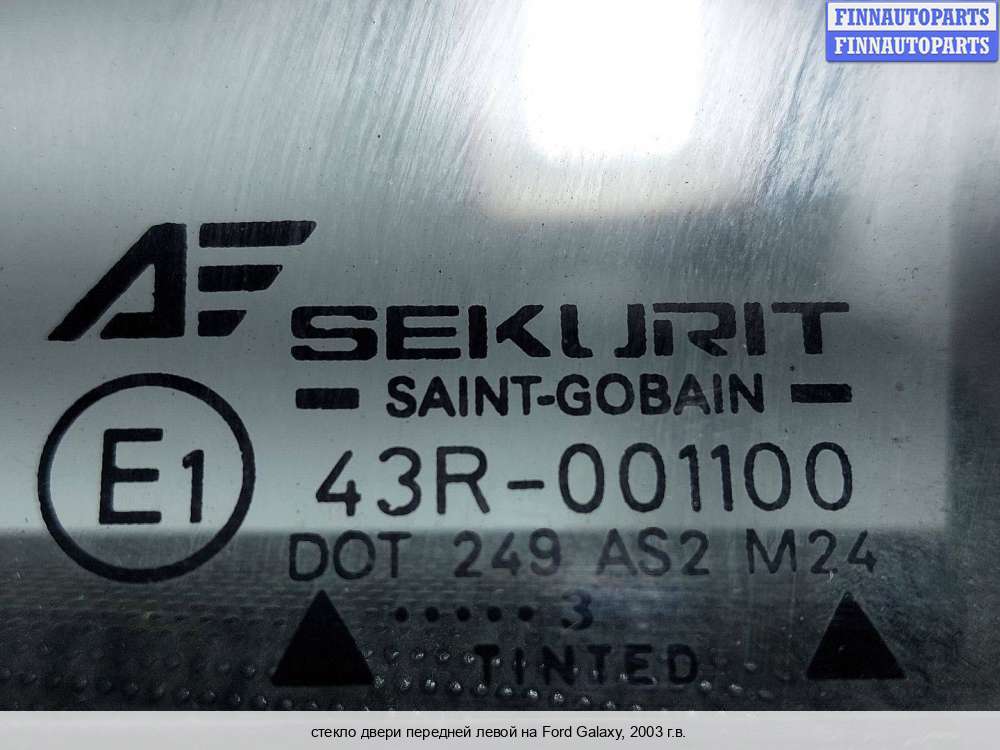 FINNAUTOPARTS
FINNAUTOPARTS
AF SEKURIT
SAINT-GOBAIN
E1 43R-001100
DOT 249 AS2 M24
•••••3
TINTED
стекло двери передней левой на Ford Galaxy, 2003 г.в.